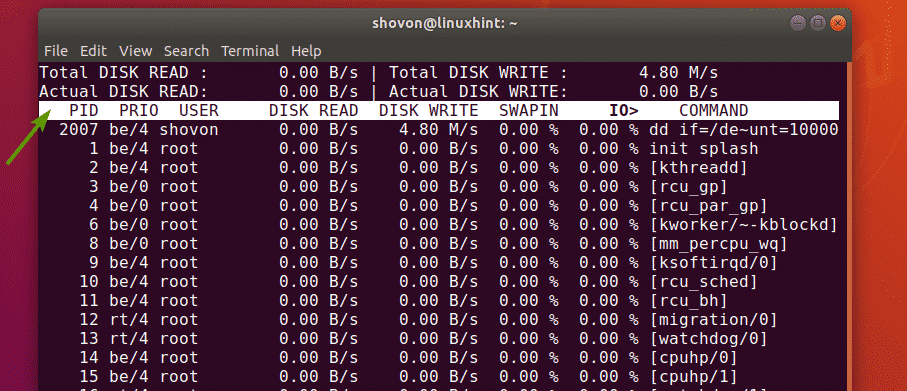 shovon@linuxhint: ~
File Edit View Search Terminal Help
Total DISK READ : 0.00 B/s | Total DISK WRITE : 4.80 M/s
Actual DISK READ: 0.00 B/s | Actual DISK WRITE: 0.00 B/s
PID PRIO USER DISK READ DISK WRITE SWAPIN IO> COMMAND
2007 be/4 shovon 0.00 B/s 4.80 M/s 0.00 % 0.00 % dd if=/de~unt=10000
1 be/4 root 0.00 B/s 0.00 B/s 0.00 % 0.00 % init splash
2 be/4 root 0.00 B/s 0.00 B/s 0.00 % 0.00 % [kthreadd]
3 be/0 root 0.00 B/s 0.00 B/s 0.00 % 0.00 % [rcu_gp]
4 be/0 root 0.00 B/s 0.00 B/s 0.00 % 0.00 % [rcu_par_gp]
6 be/0 root 0.00 B/s 0.00 B/s 0.00 % 0.00 % [kworker/~-kblockd]
8 be/0 root 0.00 B/s 0.00 B/s 0.00 % 0.00 % [mm_percpu_wq]
9 be/4 root 0.00 B/s 0.00 B/s 0.00 % 0.00 % [ksoftirqd/0]
10 be/4 root 0.00 B/s 0.00 B/s 0.00 % 0.00 % [rcu_sched]
11 be/4 root 0.00 B/s 0.00 B/s 0.00 % 0.00 % [rcu_bh]
12 rt/4 root 0.00 B/s 0.00 B/s 0.00 % 0.00 % [migration/0]
13 rt/4 root 0.00 B/s 0.00 B/s 0.00 % 0.00 % [watchdog/0]
14 be/4 root 0.00 B/s 0.00 B/s 0.00 % 0.00 % [cpuhp/0]
15 be/4 root 0.00 B/s 0.00 B/s 0.00 % 0.00 % [cpuhp/1]